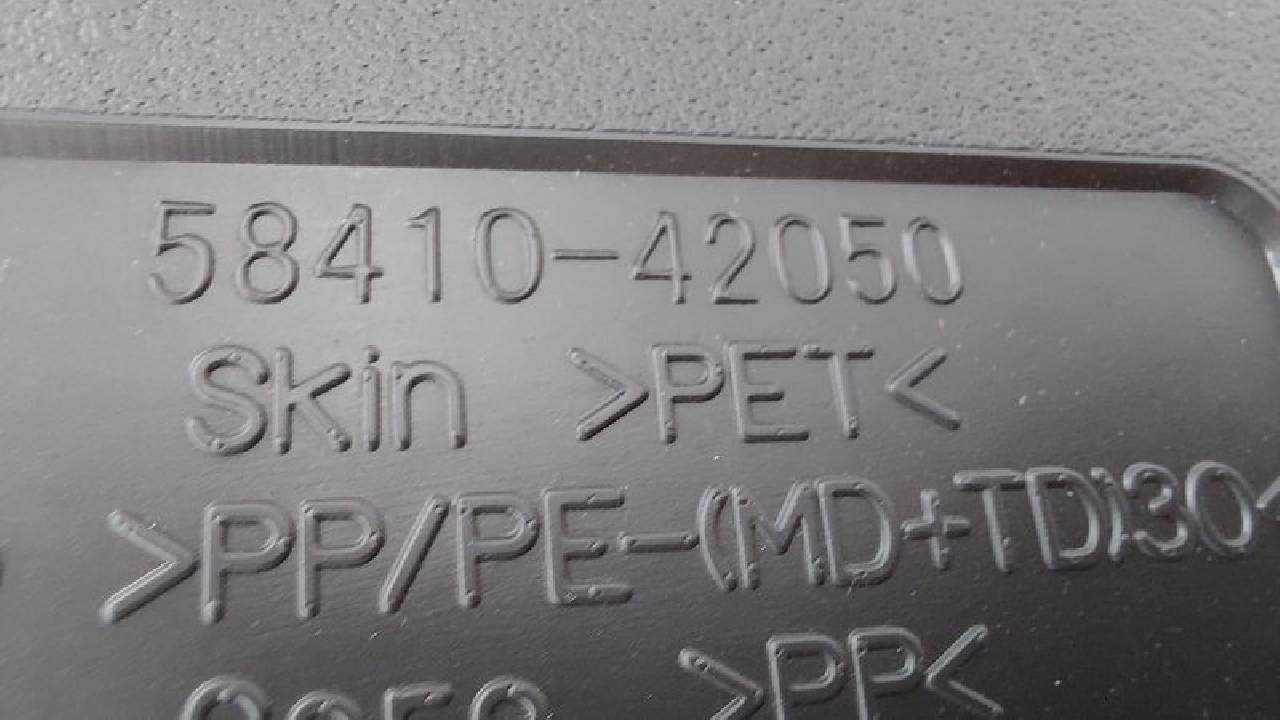 58410-42050
Skin >PET<
>PP/PE-(MD+TD)30<
>PP<